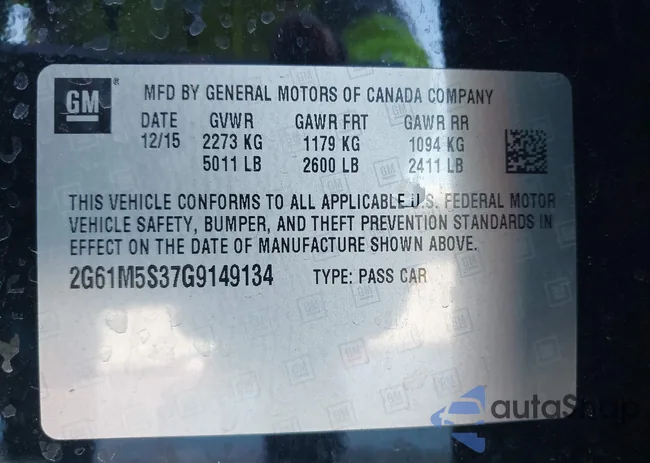 GM ®
MFD BY GENERAL MOTORS OF CANADA COMPANY
DATE GVWR GAWR FRT GAWR RR
12/15 2273 KG 1179 KG 1094 KG
5011 LB 2600 LB 2411 LB
THIS VEHICLE CONFORMS TO ALL APPLICABLE U.S. FEDERAL MOTOR
VEHICLE SAFETY, BUMPER, AND THEFT PREVENTION STANDARDS IN
EFFECT ON THE DATE OF MANUFACTURE SHOWN ABOVE.
2G61M5S37G9149134 TYPE: PASS CAR
autaShap